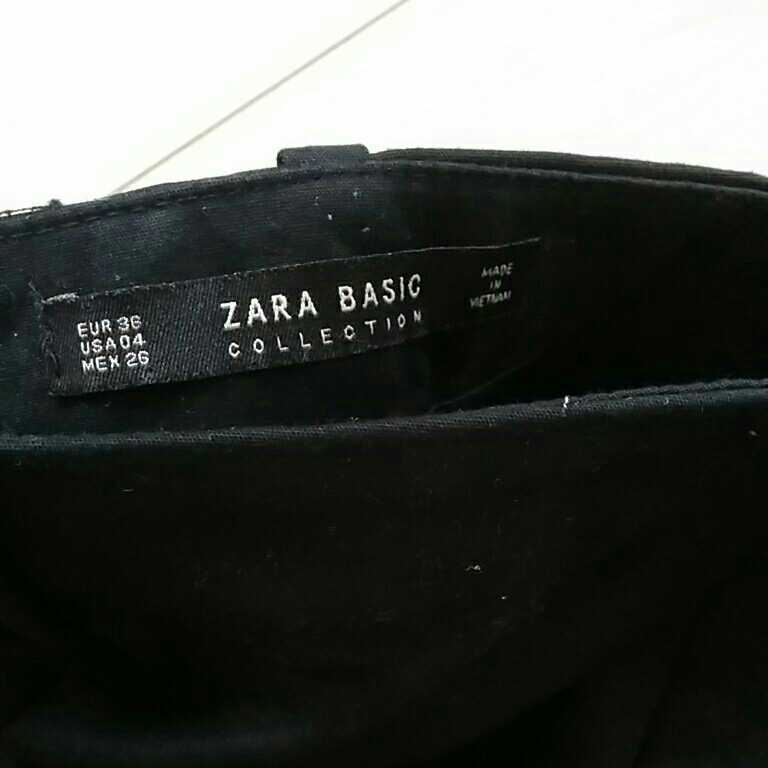 EUR 36
USA 04
MEX 26
ZARA BASIC
COLLECTION
MADE
IN
VIETNAM